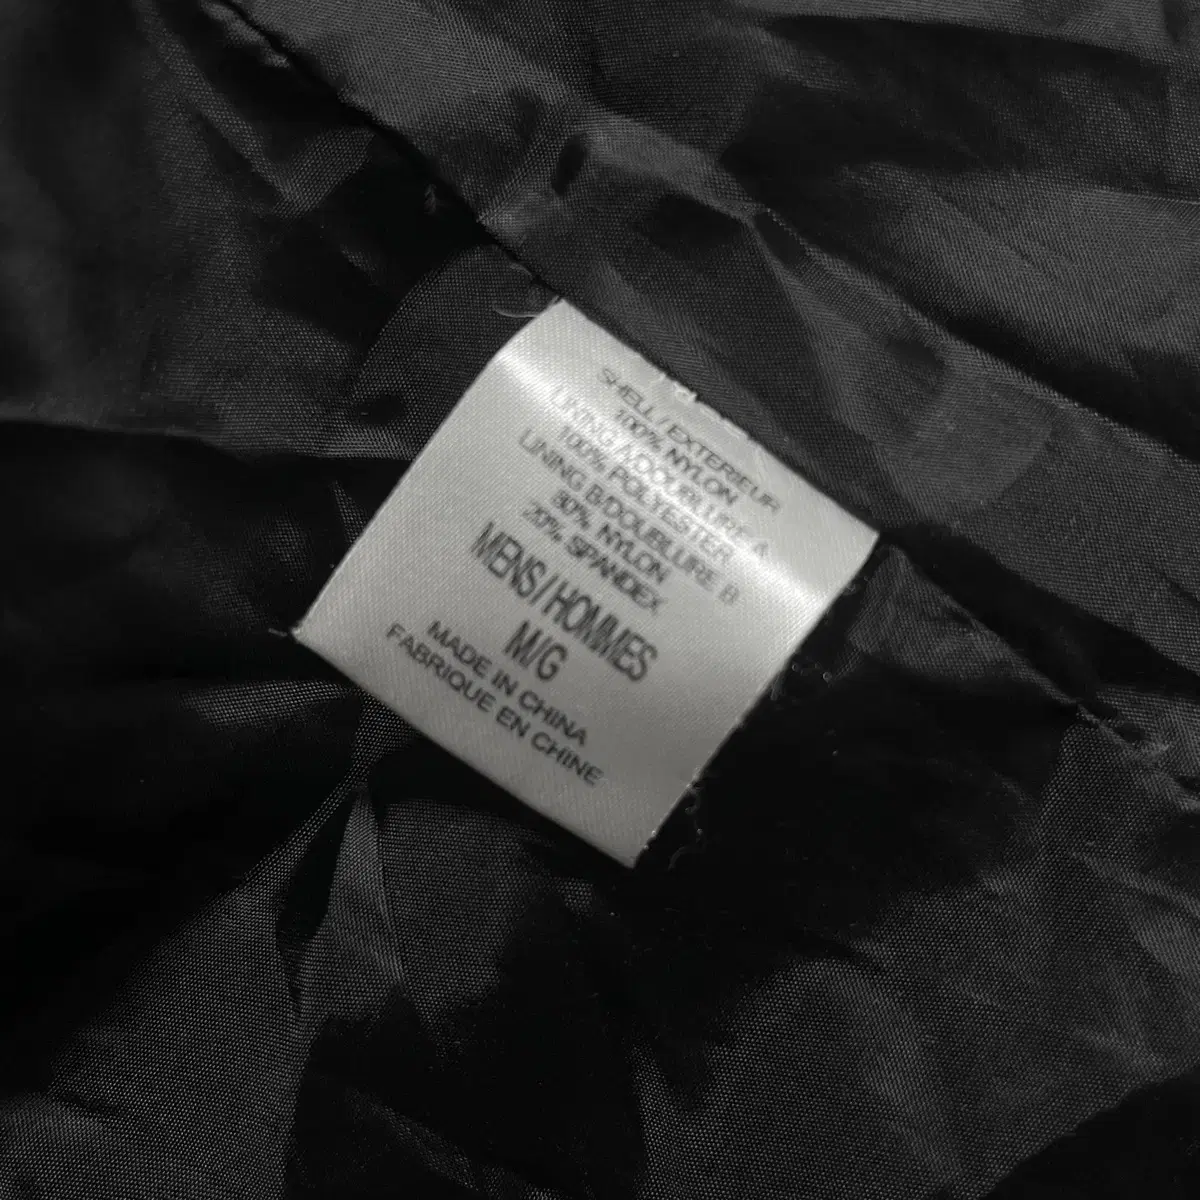 SHELL/EXTERIEUR
100% NYLON
LINING A/DOUBLURE A
100% POLYESTER
LINING B/DOUBLURE B
80% NYLON
20% SPANDEX
MENS/HOMMES
M/G
MADE IN CHINA
FABRIQUE EN CHINE